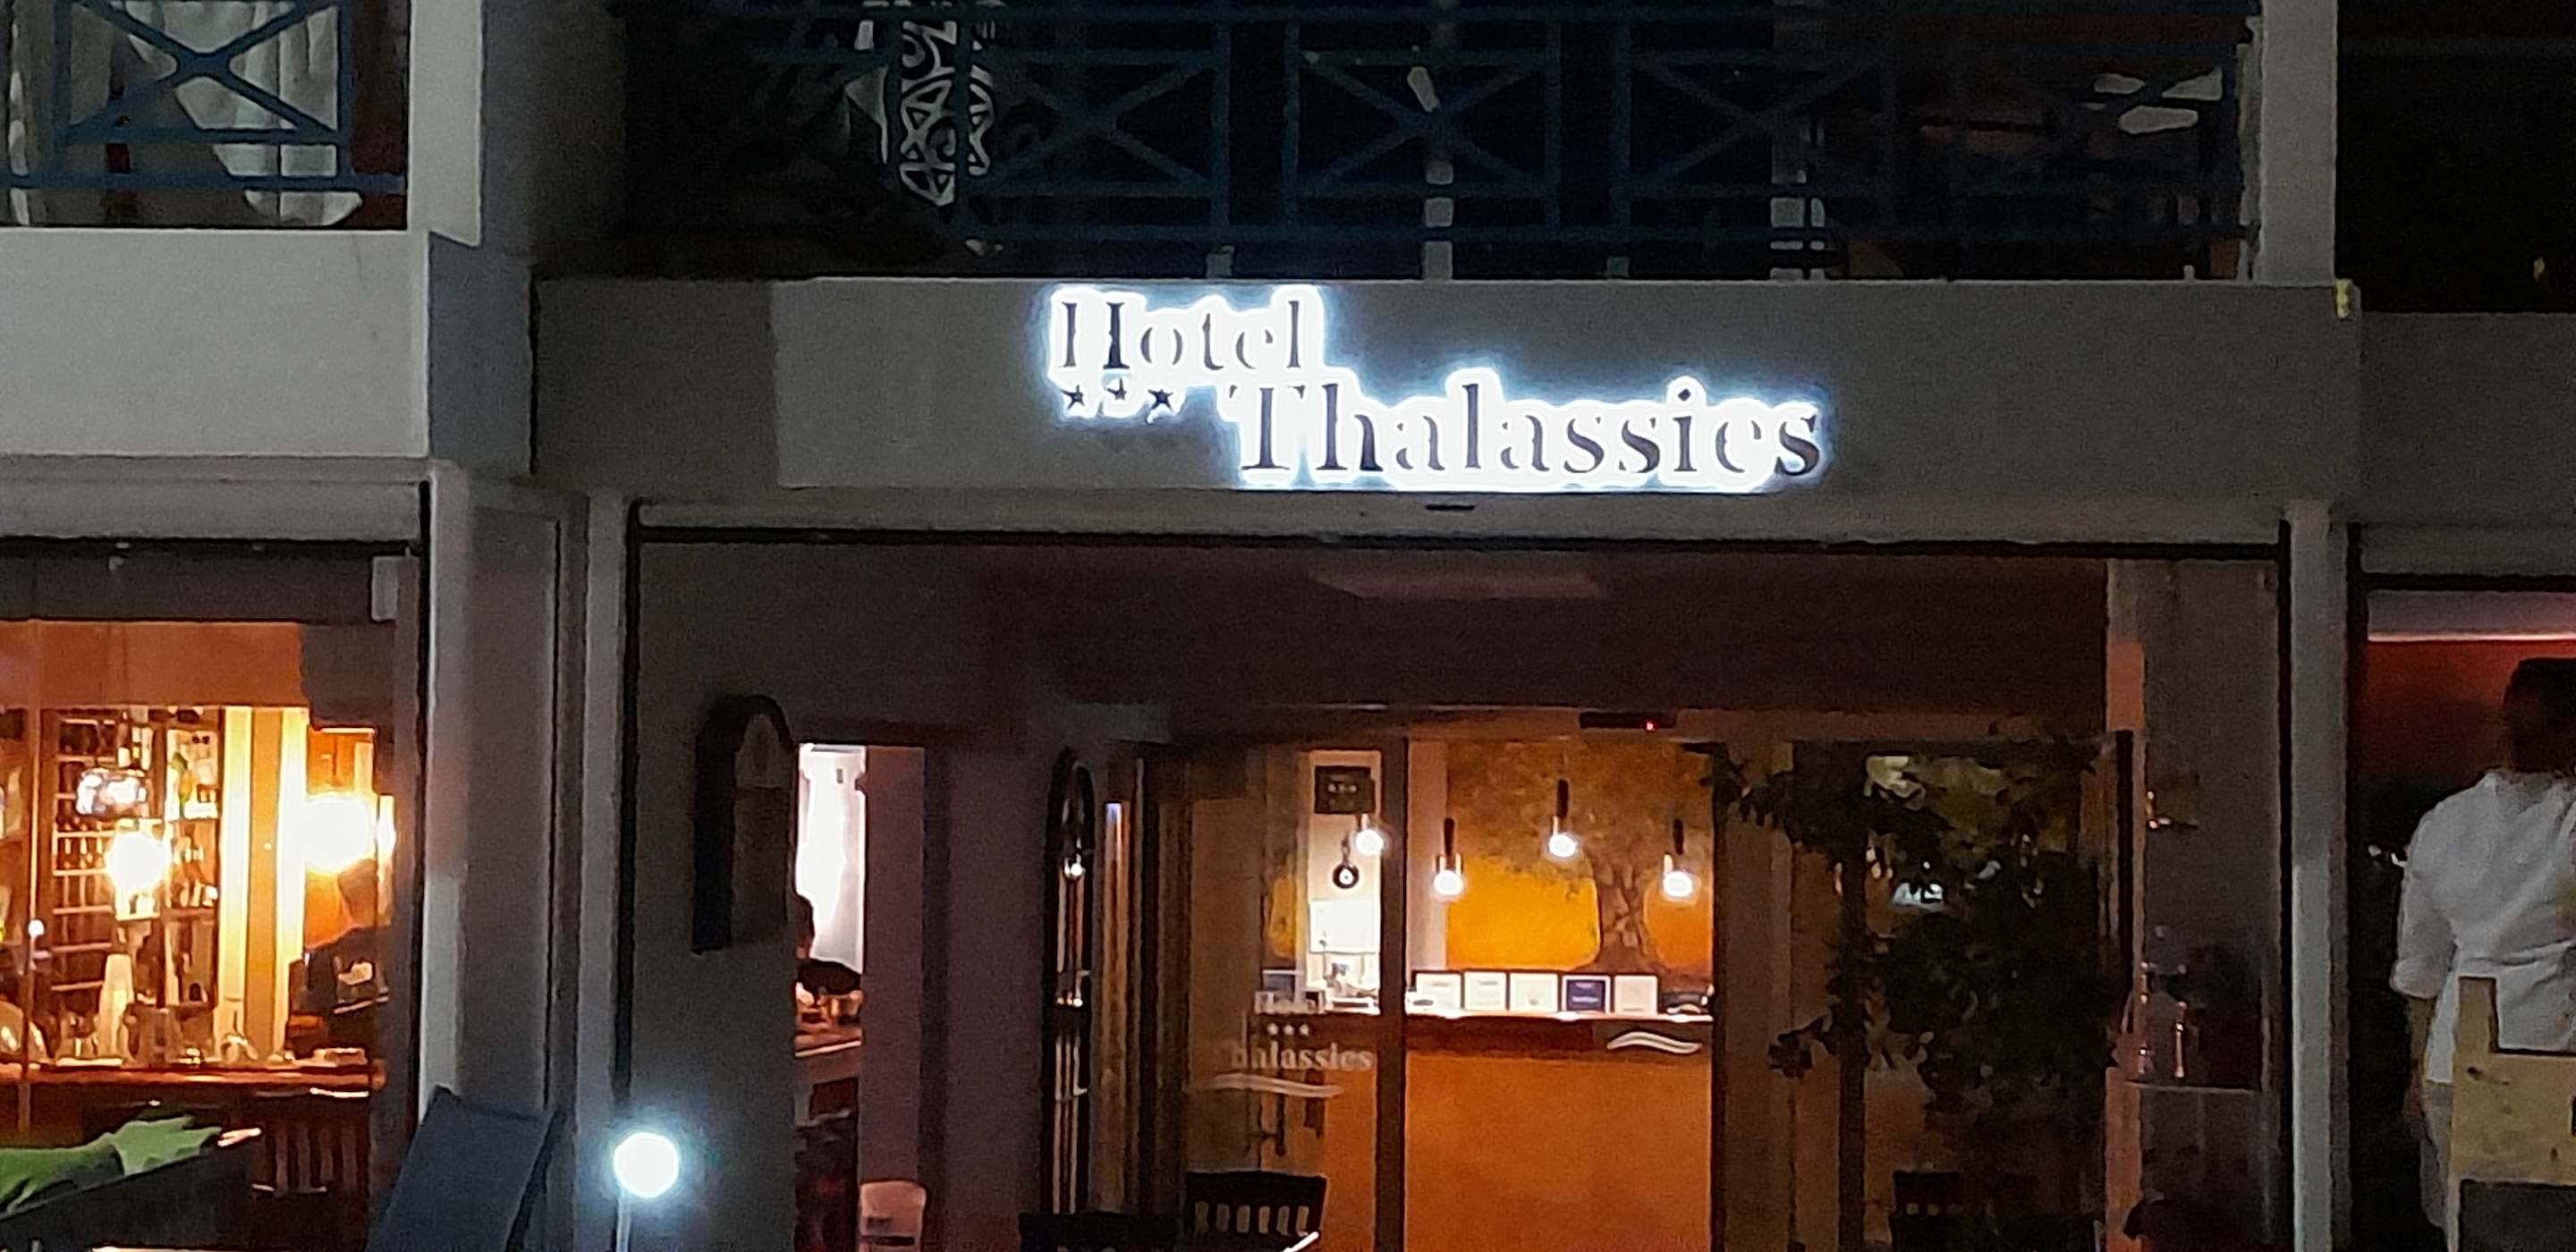 Hotel
*** Thalassies
Hotel
***
Thalassies